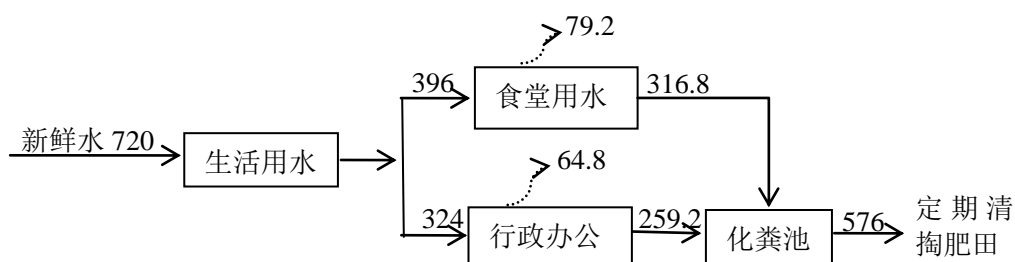 79.2
396
食堂用水
316.8
新鲜水 720
生活用水
64.8
324
行政办公
259.2
化粪池
576
定期清
掏肥田